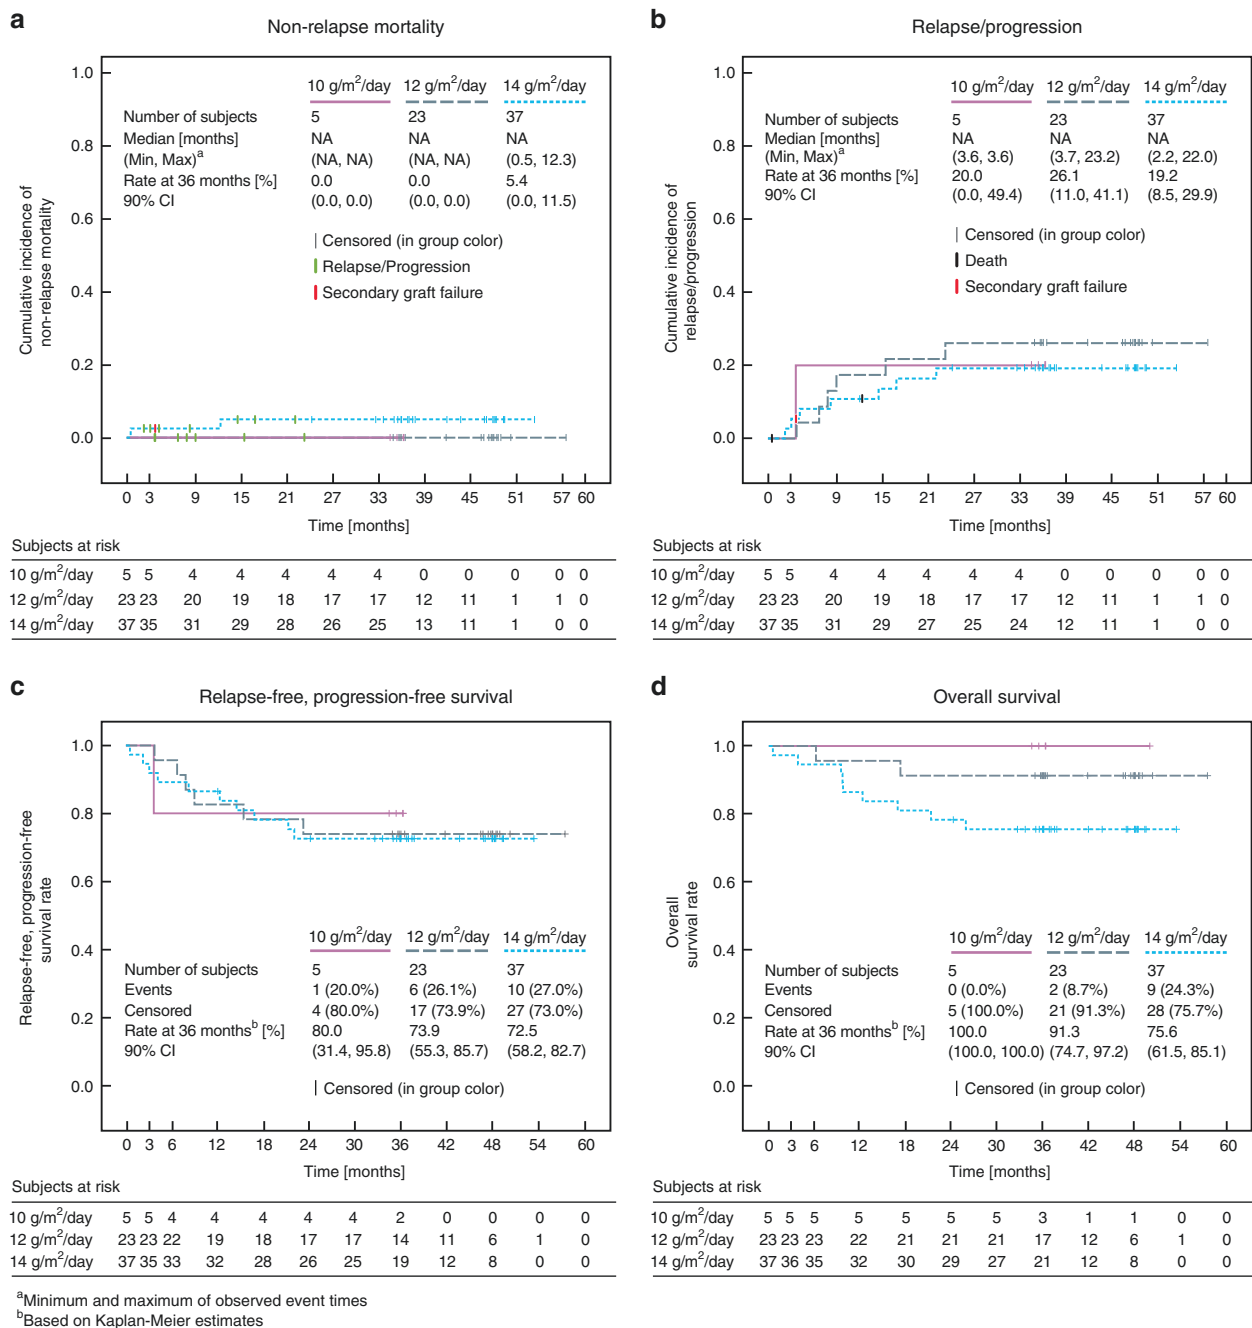 a
Non-relapse mortality
Cumulative incidence of
non-relapse mortality
1.0
0.8
0.6
0.4
0.2
0.0
10 g/m²/day 12 g/m²/day 14 g/m²/day
Number of subjects 5 23 37
Median [months] NA NA NA
(Min, Max)ᵃ (NA, NA) (NA, NA) (0.5, 12.3)
Rate at 36 months [%] 0.0 0.0 5.4
90% CI (0.0, 0.0) (0.0, 0.0) (0.0, 11.5)
Censored (in group color)
Relapse/Progression
Secondary graft failure
0 3 9 15 21 27 33 39 45 51 57 60
Time [months]
Subjects at risk
10 g/m²/day 5 5 4 4 4 4 4 0 0 0 0 0
12 g/m²/day 23 23 20 19 18 17 17 12 11 1 1 0
14 g/m²/day 37 35 31 29 28 26 25 13 11 1 0 0
b
Relapse/progression
Cumulative incidence of
relapse/progression
1.0
0.8
0.6
0.4
0.2
0.0
10 g/m²/day 12 g/m²/day 14 g/m²/day
Number of subjects 5 23 37
Median [months] NA NA NA
(Min, Max)ᵃ (3.6, 3.6) (3.7, 23.2) (2.2, 22.0)
Rate at 36 months [%] 20.0 26.1 19.2
90% CI (0.0, 49.4) (11.0, 41.1) (8.5, 29.9)
Censored (in group color)
Death
Secondary graft failure
0 3 9 15 21 27 33 39 45 51 57 60
Time [months]
Subjects at risk
10 g/m²/day 5 5 4 4 4 4 4 0 0 0 0 0
12 g/m²/day 23 23 20 19 18 17 17 12 11 1 1 0
14 g/m²/day 37 35 31 29 27 25 24 12 11 1 0 0
c
Relapse-free, progression-free survival
Relapse-free, progression-free
survival rate
1.0
0.8
0.6
0.4
0.2
0.0
10 g/m²/day 12 g/m²/day 14 g/m²/day
Number of subjects 5 23 37
Events 1 (20.0%) 6 (26.1%) 10 (27.0%)
Censored 4 (80.0%) 17 (73.9%) 27 (73.0%)
Rate at 36 monthsᵇ [%] 80.0 73.9 72.5
90% CI (31.4, 95.8) (55.3, 85.7) (58.2, 82.7)
Censored (in group color)
0 3 6 12 18 24 30 36 42 48 54 60
Time [months]
Subjects at risk
10 g/m²/day 5 5 4 4 4 4 4 2 0 0 0 0
12 g/m²/day 23 23 22 19 18 17 17 14 11 6 1 0
14 g/m²/day 37 35 33 32 28 26 25 19 12 8 0 0
d
Overall survival
Overall
survival rate
1.0
0.8
0.6
0.4
0.2
0.0
10 g/m²/day 12 g/m²/day 14 g/m²/day
Number of subjects 5 23 37
Events 0 (0.0%) 2 (8.7%) 9 (24.3%)
Censored 5 (100.0%) 21 (91.3%) 28 (75.7%)
Rate at 36 monthsᵇ [%] 100.0 91.3 75.6
90% CI (100.0, 100.0) (74.7, 97.2) (61.5, 85.1)
Censored (in group color)
0 3 6 12 18 24 30 36 42 48 54 60
Time [months]
Subjects at risk
10 g/m²/day 5 5 5 5 5 5 5 3 1 1 0 0
12 g/m²/day 23 23 23 22 21 21 21 17 12 6 1 0
14 g/m²/day 37 36 35 32 30 29 27 21 12 8 0 0
ᵃMinimum and maximum of observed event times
ᵇBased on Kaplan-Meier estimates